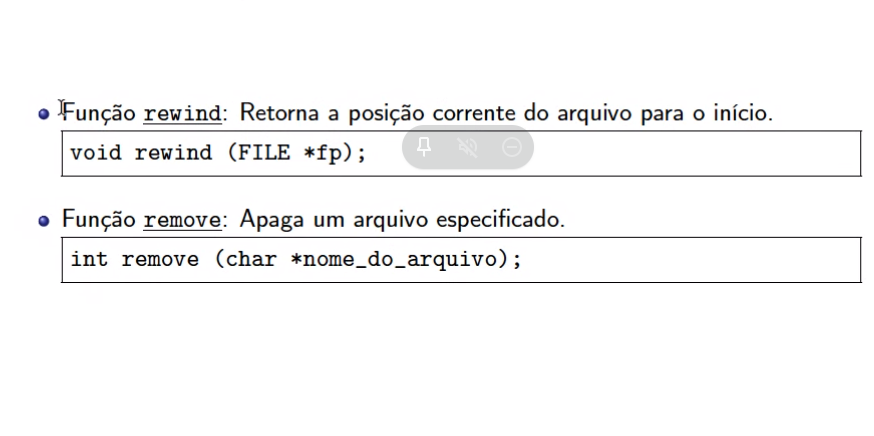 Função rewind: Retorna a posição corrente do arquivo para o início.
void rewind (FILE *fp);
Função remove: Apaga um arquivo especificado.
int remove (char *nome_do_arquivo);